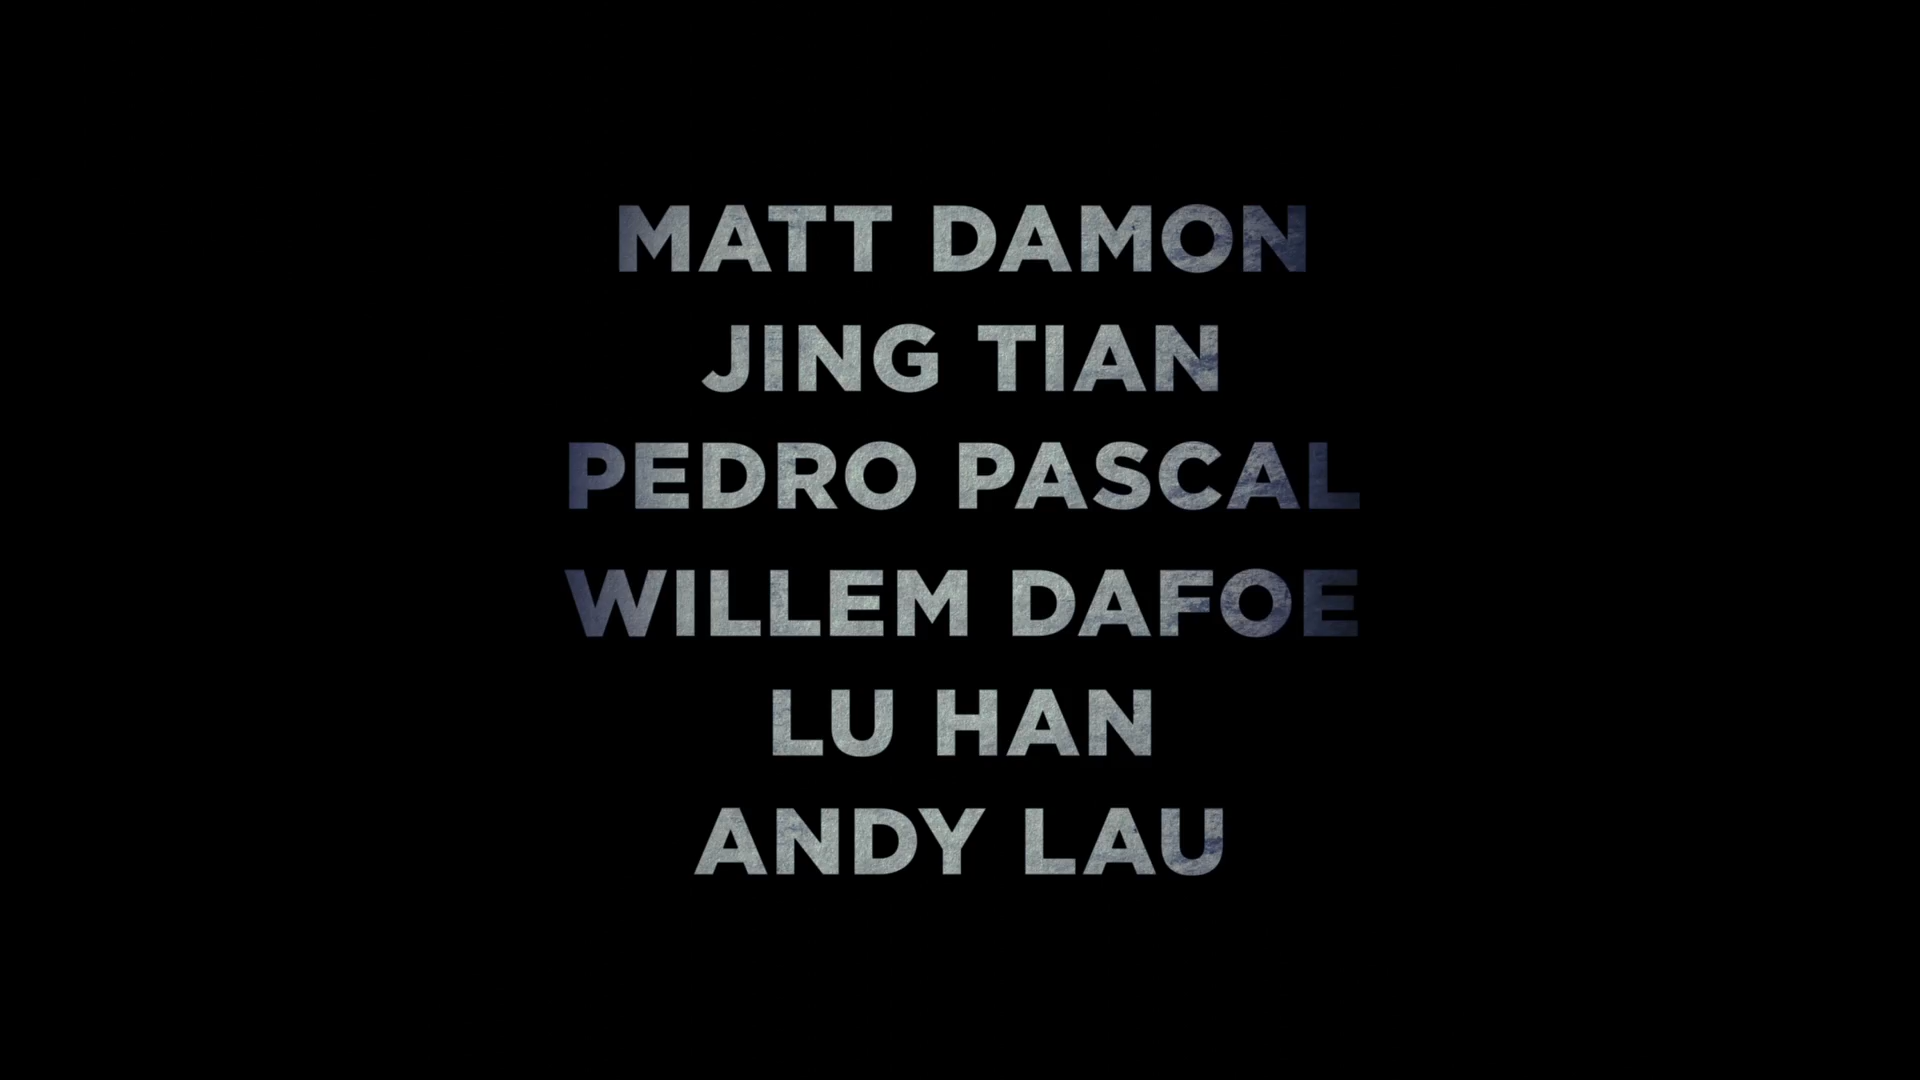 MATT DAMON
JING TIAN
PEDRO PASCAL
WILLEM DAFOE
LU HAN
ANDY LAU